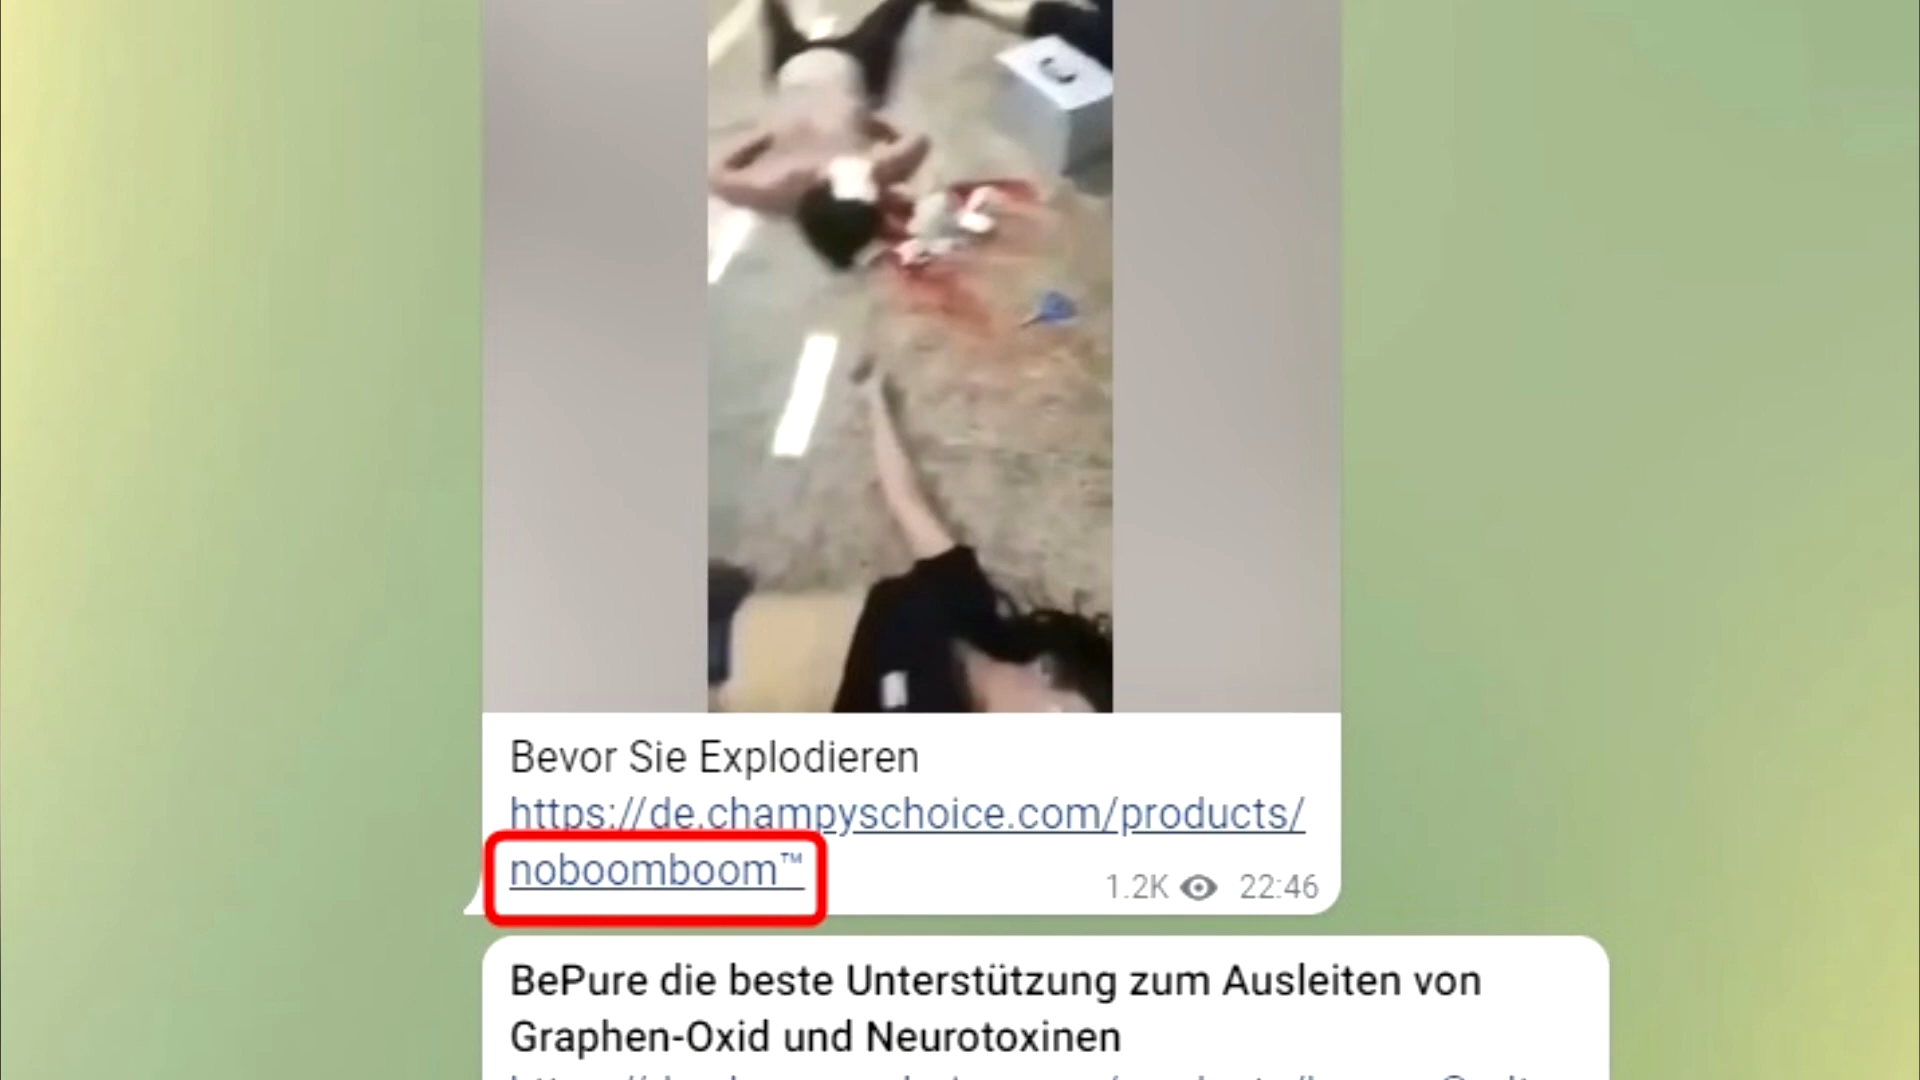 Bevor Sie Explodieren
https://de.champyschoice.com/products/
noboomboom™
1.2K 22:46
BePure die beste Unterstützung zum Ausleiten von
Graphen-Oxid und Neurotoxinen